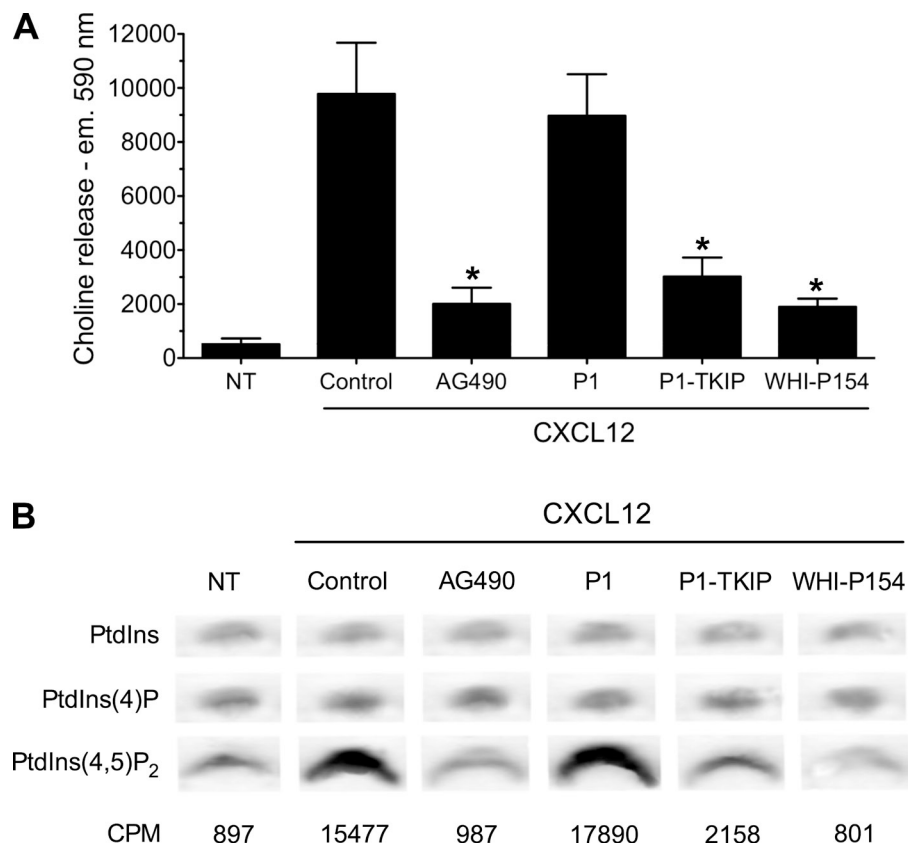 A
Choline release - em. 590 nm
12000
10000
8000
6000
4000
2000
0
* * *
NT Control AG490 P1 P1-TKIP WHI-P154
CXCL12
B
CXCL12
NT Control AG490 P1 P1-TKIP WHI-P154
PtdIns
PtdIns(4)P
PtdIns(4,5)P₂
CPM 897 15477 987 17890 2158 801